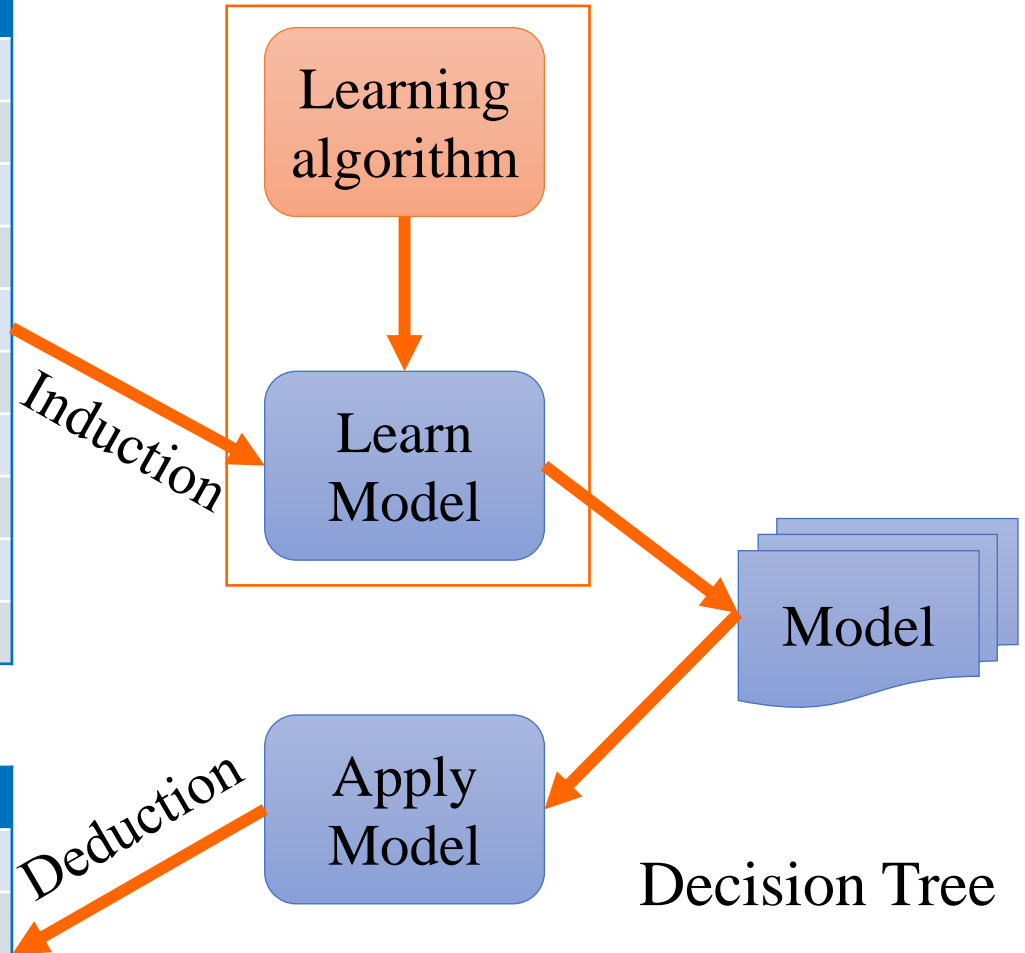 Learning
algorithm
Induction
Learn
Model
Model
Apply
Model
Deduction
Decision Tree